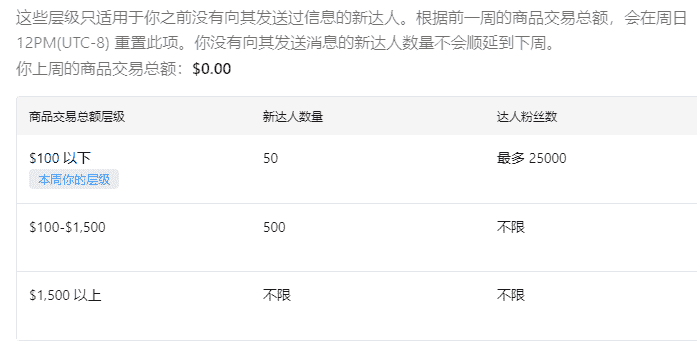 这些层级只适用于你之前没有向其发送过信息的新达人。根据前一周的商品交易总额，会在周日
12PM(UTC-8) 重置此项。你没有向其发送消息的新达人数量不会顺延到下周。
你上周的商品交易总额：$0.00
商品交易总额层级 新达人数量 达人粉丝数
$100 以下 50 最多 25000
本周你的层级
$100-$1,500 500 不限
$1,500 以上 不限 不限